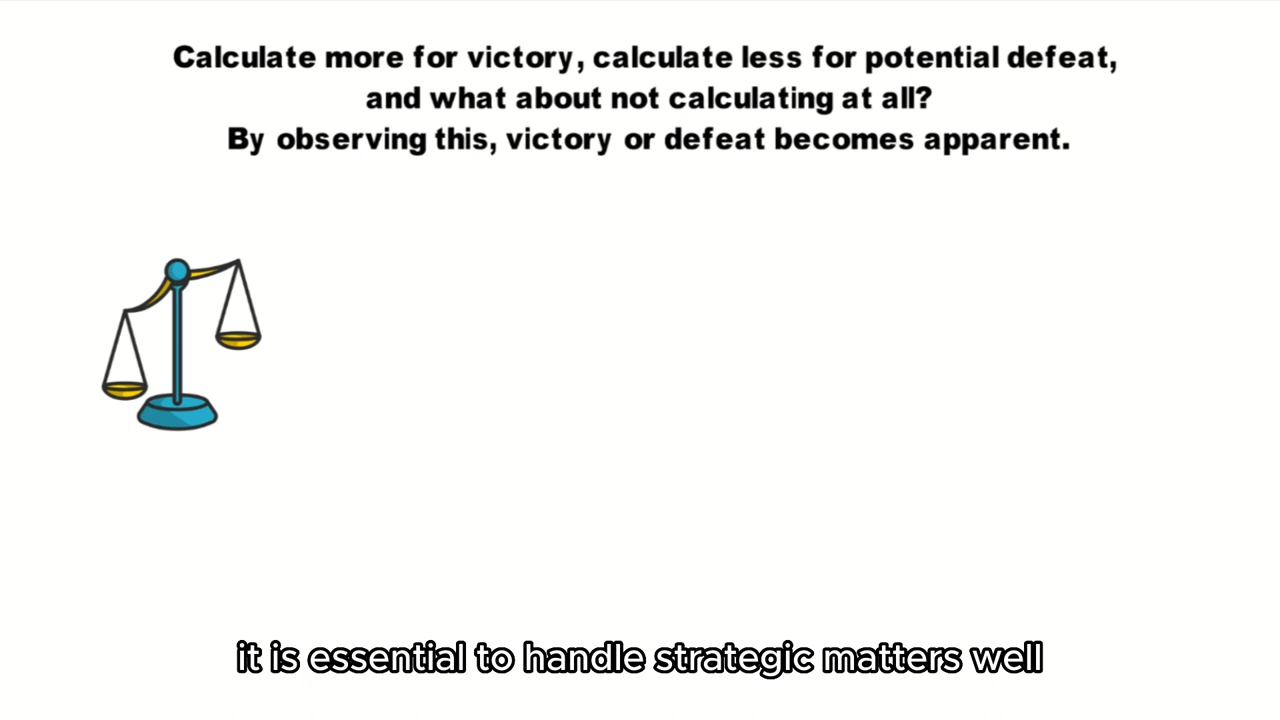 Calculate more for victory, calculate less for potential defeat,
and what about not calculating at all?
By observing this, victory or defeat becomes apparent.
it is essential to handle strategic matters well